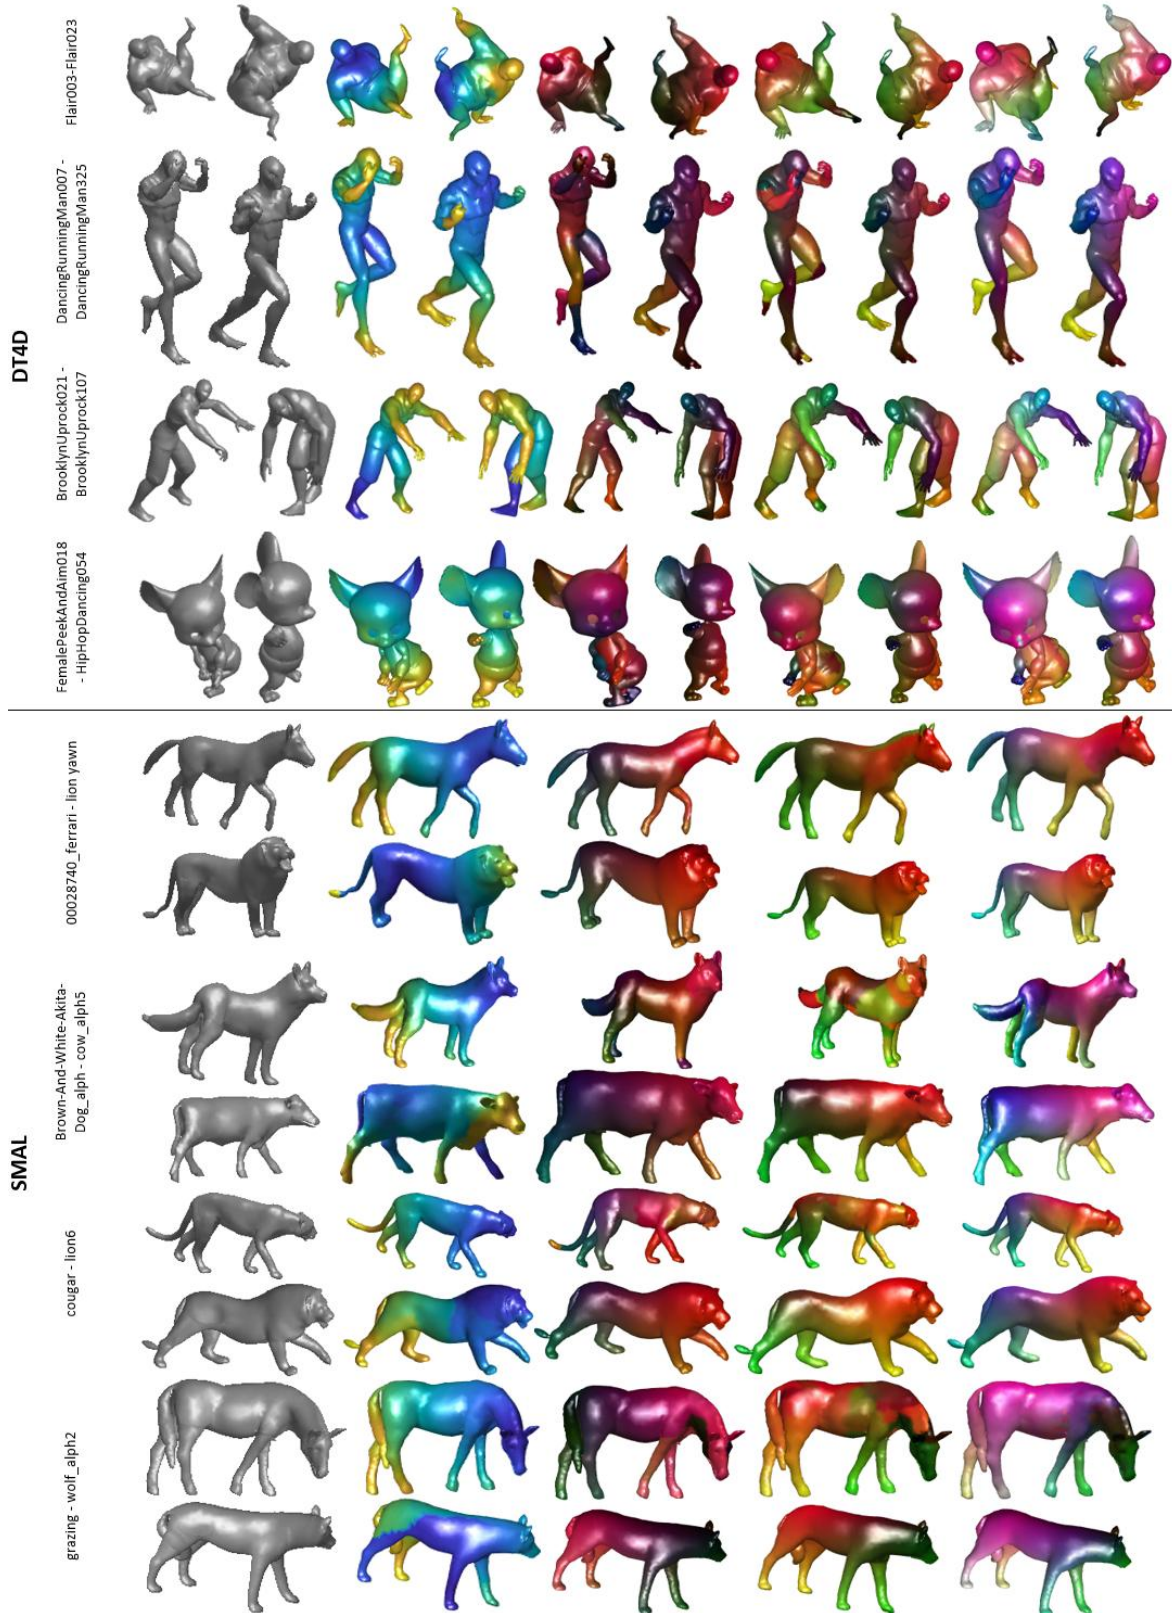 DT4D
Flair003-Flair023
DancingRunningMan007 -
DancingRunningMan325
BrooklynUprock021 -
BrooklynUprock107
FemalePeekAndAim018
- HipHopDancing054
SMAL
00028740_ferrari - lion yawn
Brown-And-White-Akita-
Dog_alph - cow_alph5
cougar - lion6
grazing - wolf_alph2